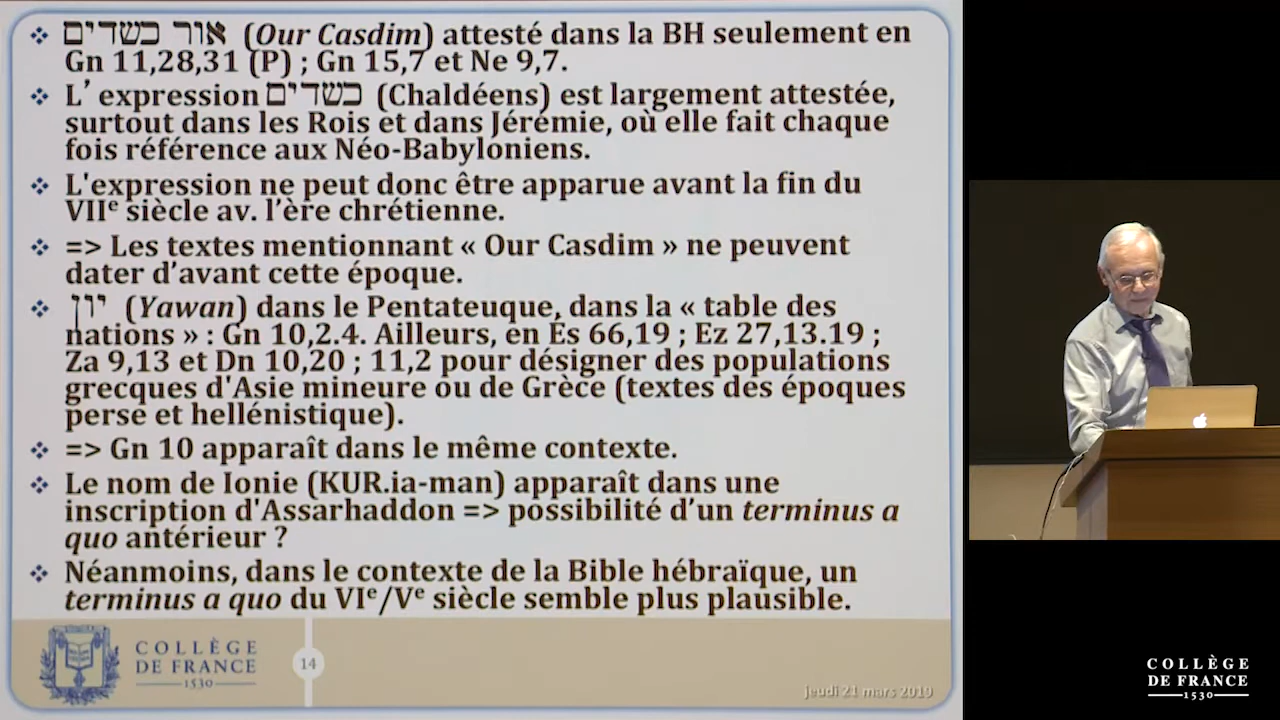 ❖ אור כשדים (Our Casdim) attesté dans la BH seulement en
Gn 11,28,31 (P) ; Gn 15,7 et Ne 9,7.
❖ L’expression כשדים (Chaldéens) est largement attestée,
surtout dans les Rois et dans Jérémie, où elle fait chaque
fois référence aux Néo-Babyloniens.
❖ L'expression ne peut donc être apparue avant la fin du
VIIe siècle av. l’ère chrétienne.
❖ => Les textes mentionnant « Our Casdim » ne peuvent
dater d’avant cette époque.
❖ יון (Yawan) dans le Pentateuque, dans la « table des
nations » : Gn 10,2.4. Ailleurs, en Es 66,19 ; Ez 27,13.19 ;
Za 9,13 et Dn 10,20 ; 11,2 pour désigner des populations
grecques d'Asie mineure ou de Grèce (textes des époques
perse et hellénistique).
❖ => Gn 10 apparaît dans le même contexte.
❖ Le nom de Ionie (KUR.ia-man) apparaît dans une
inscription d'Assarhaddon => possibilité d’un terminus a
quo antérieur ?
❖ Néanmoins, dans le contexte de la Bible hébraïque, un
terminus a quo du VIe/Ve siècle semble plus plausible.
COLLÈGE
DE FRANCE
1530
14
jeudi 21 mars 2019
COLLÈGE
DE FRANCE
1530